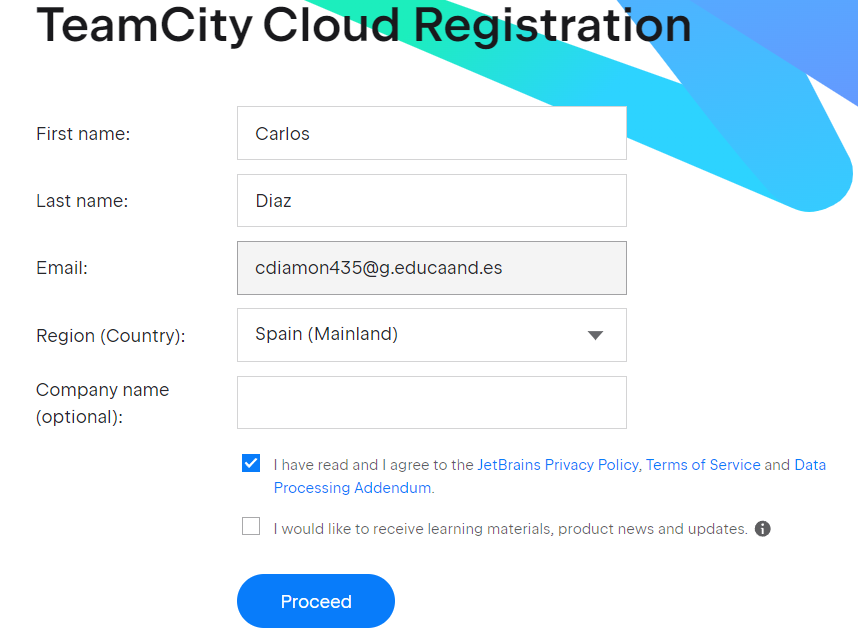 TeamCity Cloud Registration
First name:
Carlos
Last name:
Diaz
Email:
cdiamon435@g.educaand.es
Region (Country):
Spain (Mainland)
Company name
(optional):
I have read and I agree to the JetBrains Privacy Policy, Terms of Service and Data
Processing Addendum.
I would like to receive learning materials, product news and updates.
Proceed